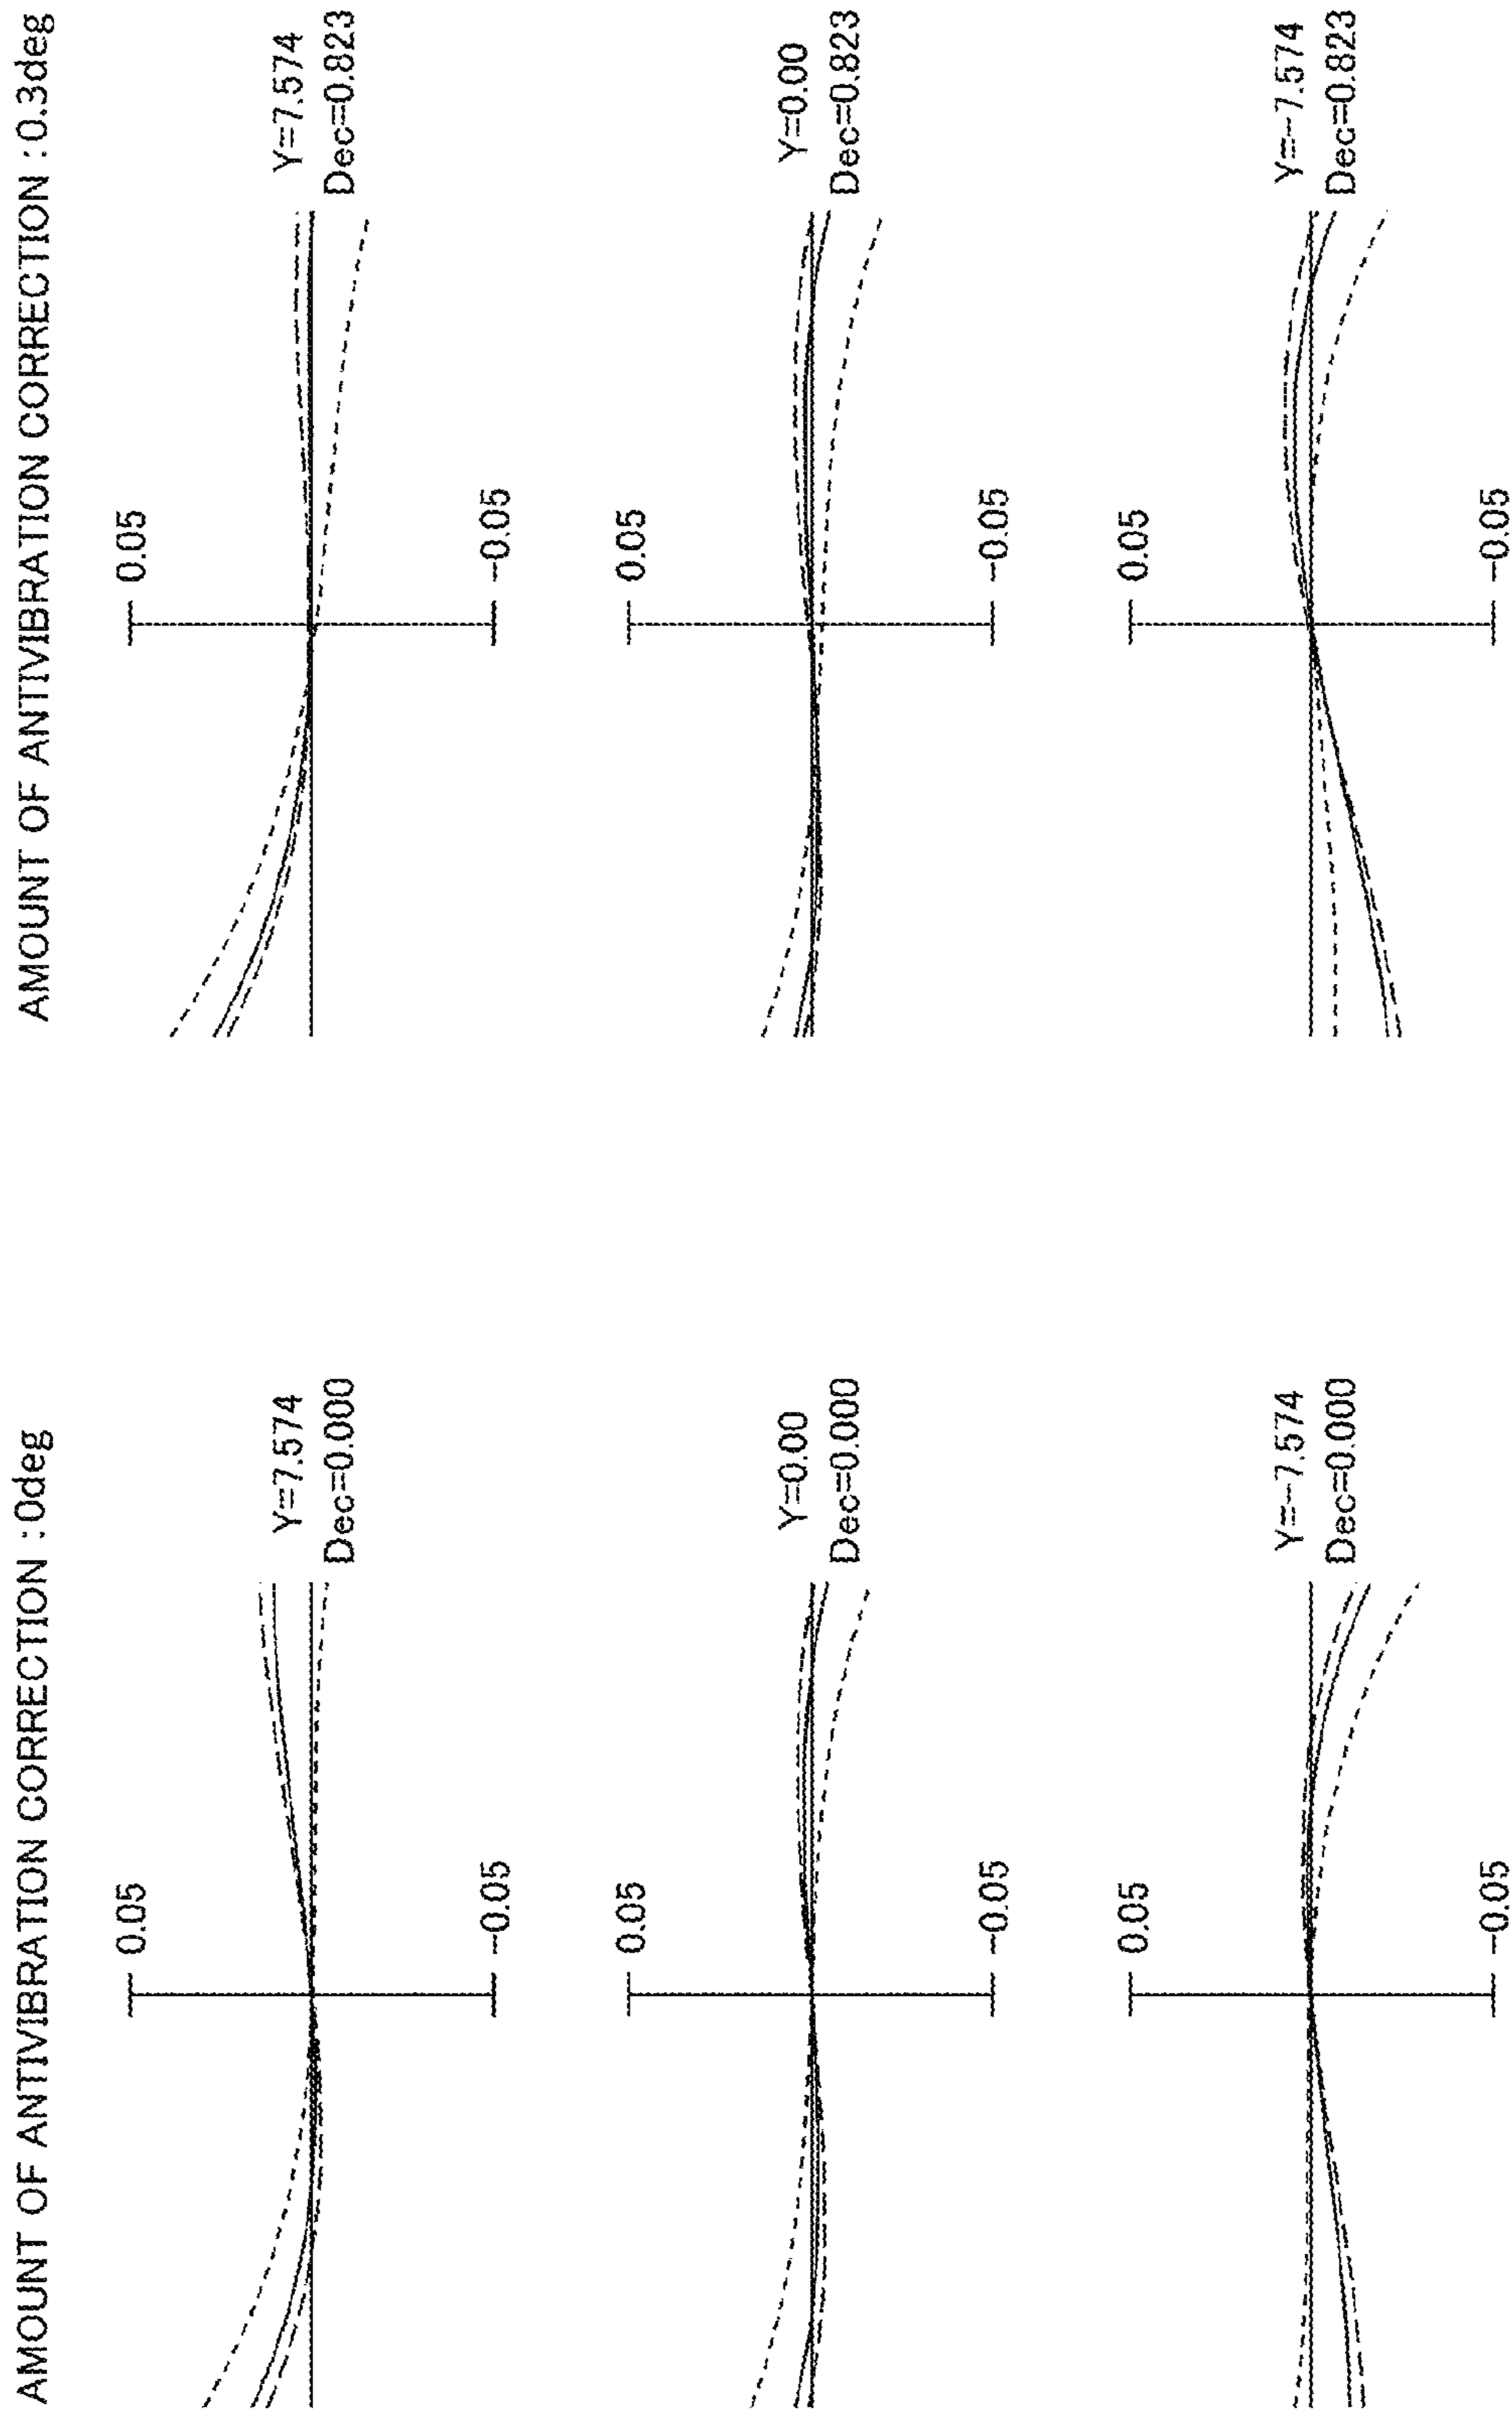 AMOUNT OF ANTIVIBRATION CORRECTION :0deg
0.05
-0.05
Y=7.574
Dec=0.000
0.05
-0.05
Y=0.00
Dec=0.000
0.05
-0.05
Y=-7.574
Dec=0.000
AMOUNT OF ANTIVIBRATION CORRECTION :0.3deg
0.05
-0.05
Y=7.574
Dec=0.823
0.05
-0.05
Y=0.00
Dec=0.823
0.05
-0.05
Y=-7.574
Dec=0.823